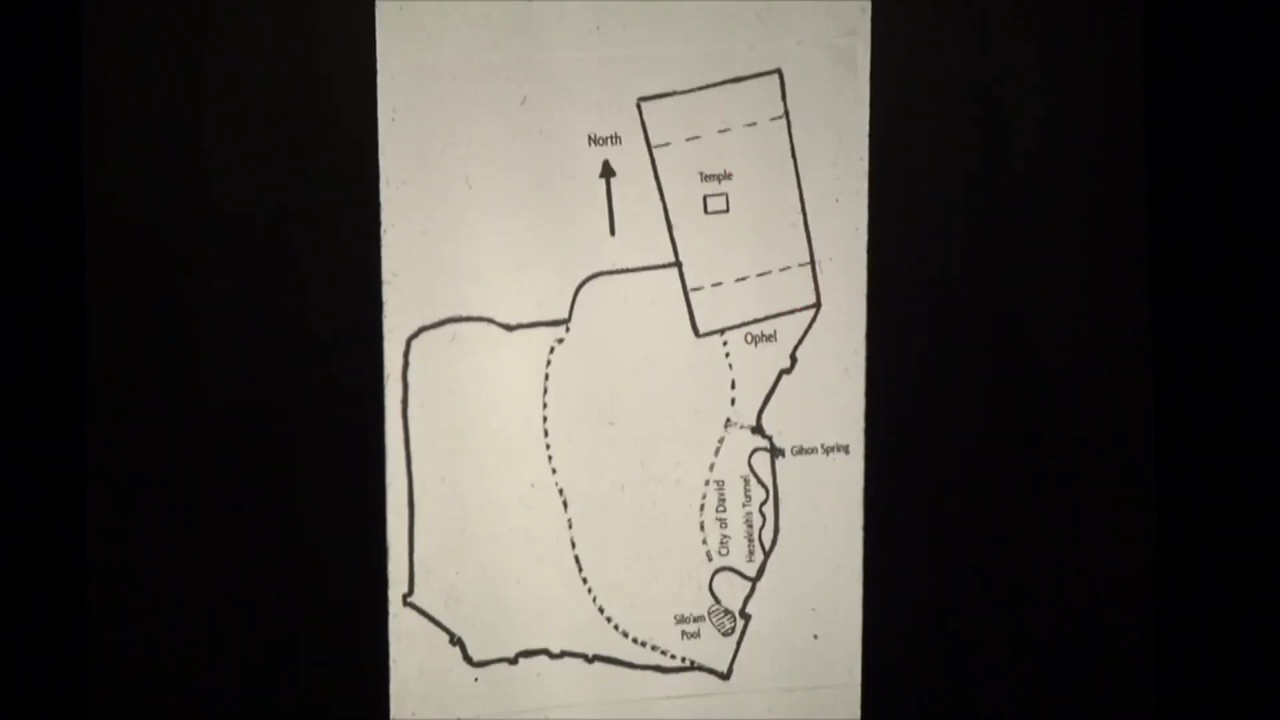 North
Temple
Ophel
Gihon Spring
City of David
Hezekiah's Tunnel
Silo'am
Pool